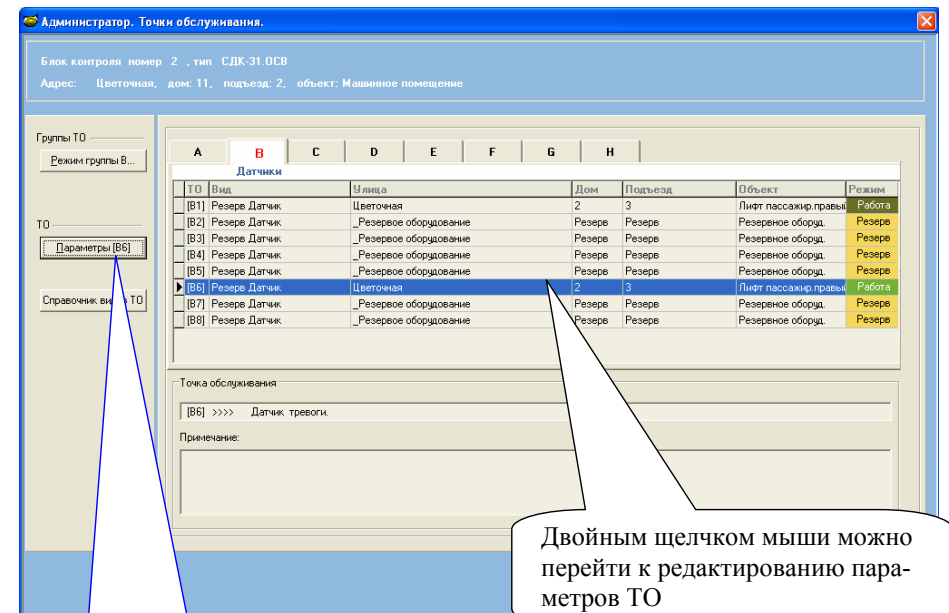 Администратор. Точки обслуживания.
Блок контроля номер 2 , тип СДК-31.ОСВ
Адрес: Цветочная, дом: 11, подъезд: 2, объект: Машинное помещение
Группы ТО
Режим группы В...
ТО
Параметры [B6]
Справочник ТО
A B C D E F G H
Датчики
ТО Вид Улица Дом Подъезд Объект Режим
[B1] Резерв Датчик Цветочная 2 3 Лифт пассажир.правый Работа
[B2] Резерв Датчик _Резервое оборудование Резерв Резерв Резервное оборуд. Резерв
[B3] Резерв Датчик _Резервое оборудование Резерв Резерв Резервное оборуд. Резерв
[B4] Резерв Датчик _Резервое оборудование Резерв Резерв Резервное оборуд. Резерв
[B5] Резерв Датчик _Резервое оборудование Резерв Резерв Резервное оборуд. Резерв
[B6] Резерв Датчик Цветочная 2 3 Лифт пассажир.правый Работа
[B7] Резерв Датчик _Резервое оборудование Резерв Резерв Резервное оборуд. Резерв
[B8] Резерв Датчик _Резервое оборудование Резерв Резерв Резервное оборуд. Резерв
Точка обслуживания
[B6] >>>> Датчик тревоги.
Примечание:
Двойным щелчком мыши можно
перейти к редактированию пара-
метров ТО